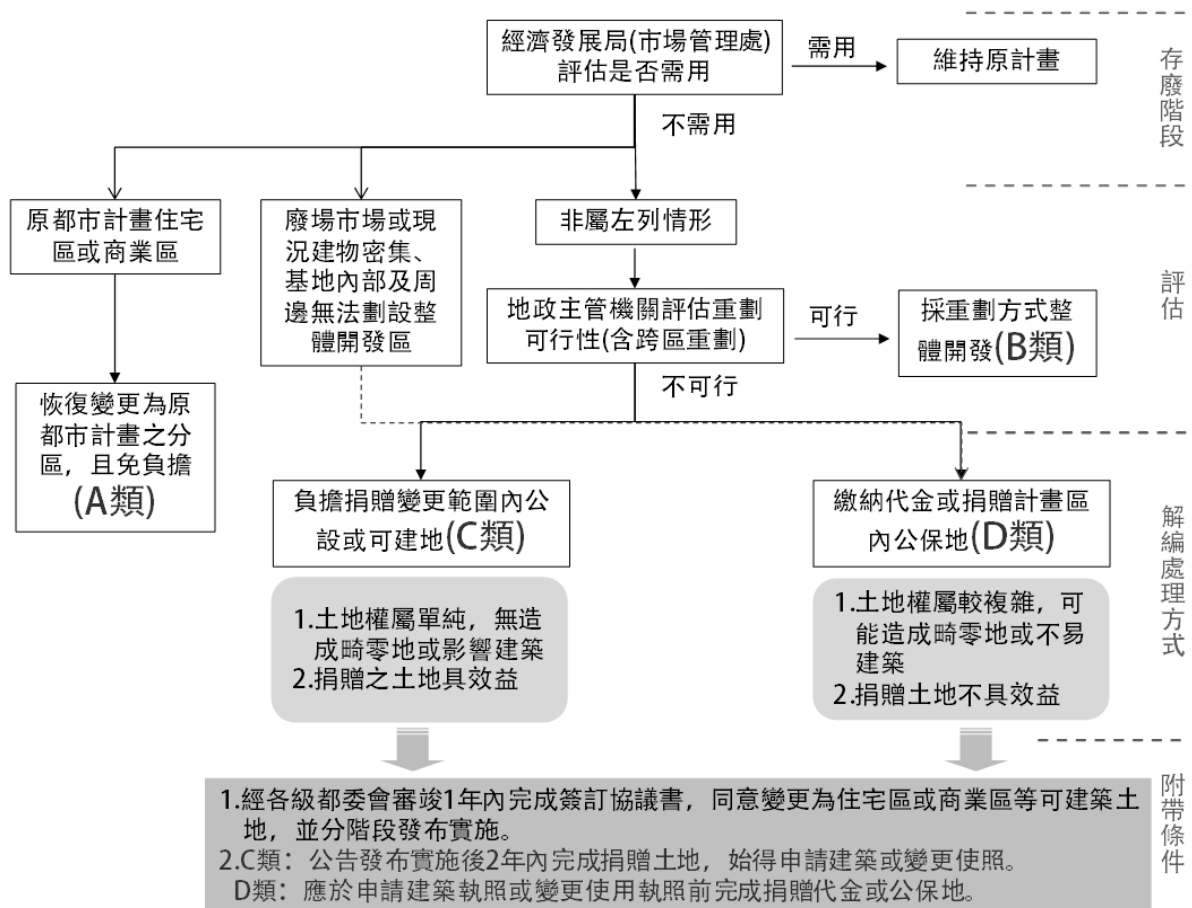 經濟發展局(市場管理處)
評估是否需用
需用
維持原計畫
存廢階段
不需用
原都市計畫住宅
區或商業區
廢場市場或現
況建物密集、
基地內部及周
邊無法劃設整
體開發區
非屬左列情形
地政主管機關評估重劃
可行性(含跨區重劃)
可行
採重劃方式整
體開發(B類)
評估
不可行
恢復變更為原
都市計畫之分
區，且免負擔
(A類)
負擔捐贈變更範圍內公
設或可建地(C類)
繳納代金或捐贈計畫區
內公保地(D類)
解編處理方式
1.土地權屬單純，無造
成畸零地或影響建築
2.捐贈之土地具效益
1.土地權屬較複雜，可
能造成畸零地或不易
建築
2.捐贈土地不具效益
附帶條件
1.經各級都委會審竣1年內完成簽訂協議書，同意變更為住宅區或商業區等可建築土
地，並分階段發布實施。
2.C類：公告發布實施後2年內完成捐贈土地，始得申請建築或變更使照。
D類：應於申請建築執照或變更使用執照前完成捐贈代金或公保地。